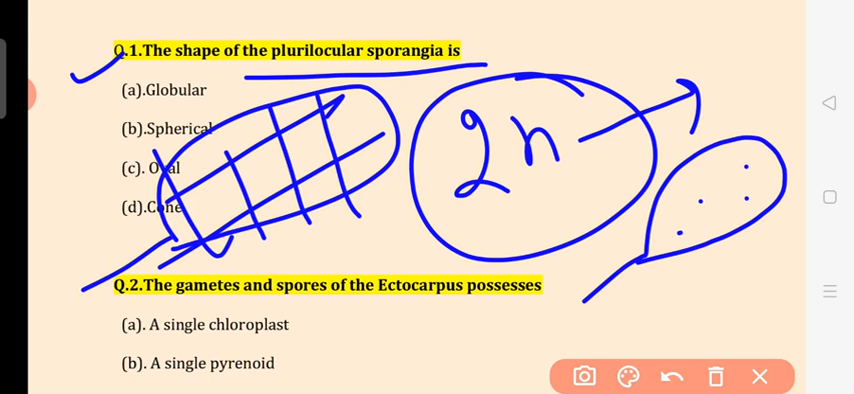 Q.1.The shape of the plurilocular sporangia is
(a).Globular
(b).Spherical
(c). Oval
(d).Cone
2n
Q.2.The gametes and spores of the Ectocarpus possesses
(a). A single chloroplast
(b). A single pyrenoid